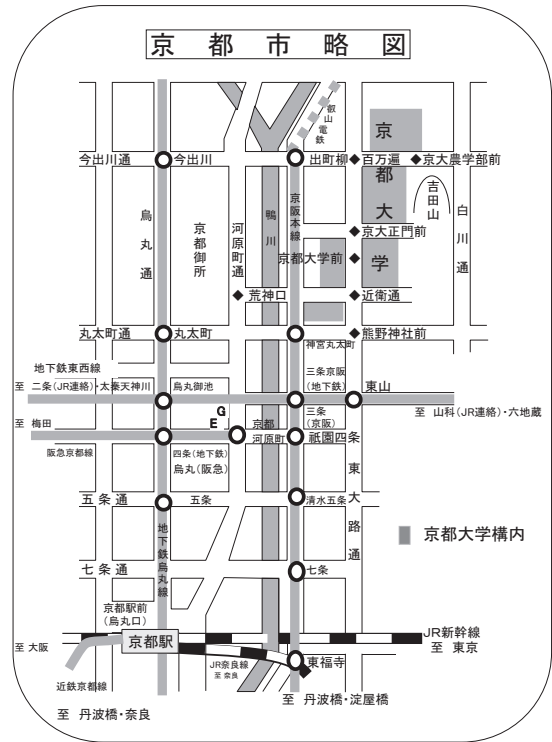 京都市略図
叡山電鉄
京都大学
今出川通
今出川
出町柳
百万遍
京大農学部前
烏丸通
京都御所
河原町通
鴨川
京阪本線
吉田山
白川通
京大正門前
京都大学前
荒神口
近衛通
丸太町通
丸太町
熊野神社前
神宮丸太町
地下鉄東西線
三条京阪
(地下鉄)
至 二条(JR連絡)・太秦天神川
烏丸御池
東山
至 山科(JR連絡)・六地蔵
G
E
三条
(京阪)
至 梅田
京都
河原町
祇園四条
阪急京都線
四条(地下鉄)
烏丸(阪急)
東大路通
五条通
五条
清水五条
京都大学構内
地下鉄烏丸線
七条通
七条
京都駅前
(烏丸口)
京都駅
JR新幹線
至 東京
至 大阪
JR奈良線
至 奈良
東福寺
近鉄京都線
至 丹波橋・淀屋橋
至 丹波橋・奈良